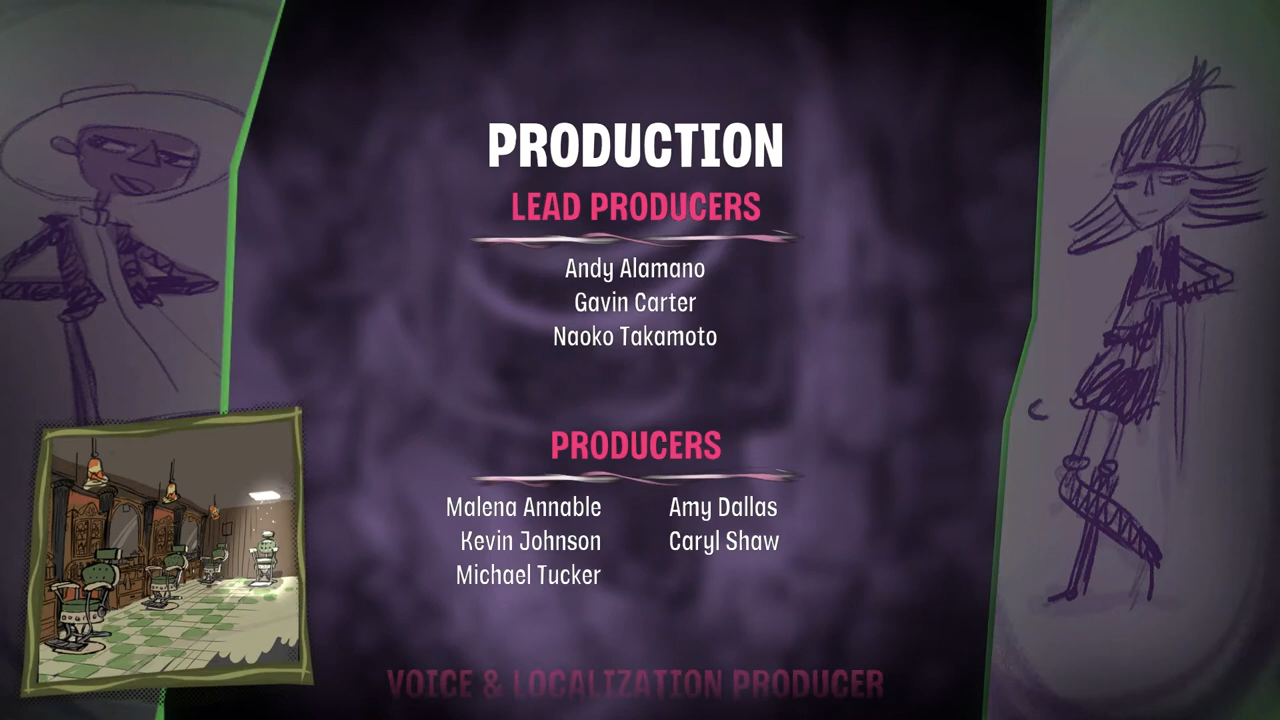 PRODUCTION
LEAD PRODUCERS
Andy Alamano
Gavin Carter
Naoko Takamoto
PRODUCERS
Malena Annable
Amy Dallas
Kevin Johnson
Caryl Shaw
Michael Tucker
VOICE & LOCALIZATION PRODUCER